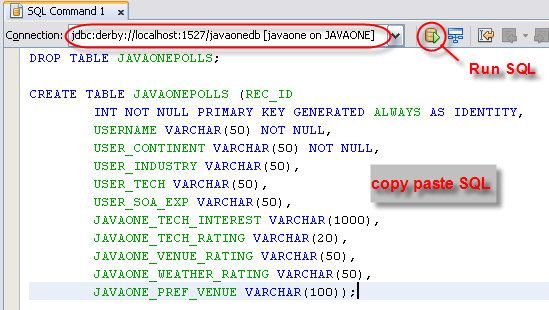 SQL Command 1
Connection: jdbc:derby://localhost:1527/javaonedb [javaone on JAVAONE]
Run SQL
DROP TABLE JAVAONEPOLLS;
CREATE TABLE JAVAONEPOLLS (REC_ID
INT NOT NULL PRIMARY KEY GENERATED ALWAYS AS IDENTITY,
USERNAME VARCHAR(50) NOT NULL,
USER_CONTINENT VARCHAR(50) NOT NULL,
USER_INDUSTRY VARCHAR(50),
USER_TECH VARCHAR(50),
USER_SOA_EXP VARCHAR(50),
copy paste SQL
JAVAONE_TECH_INTEREST VARCHAR(1000),
JAVAONE_TECH_RATING VARCHAR(20),
JAVAONE_VENUE_RATING VARCHAR(50),
JAVAONE_WEATHER_RATING VARCHAR(50),
JAVAONE_PREF_VENUE VARCHAR(100));